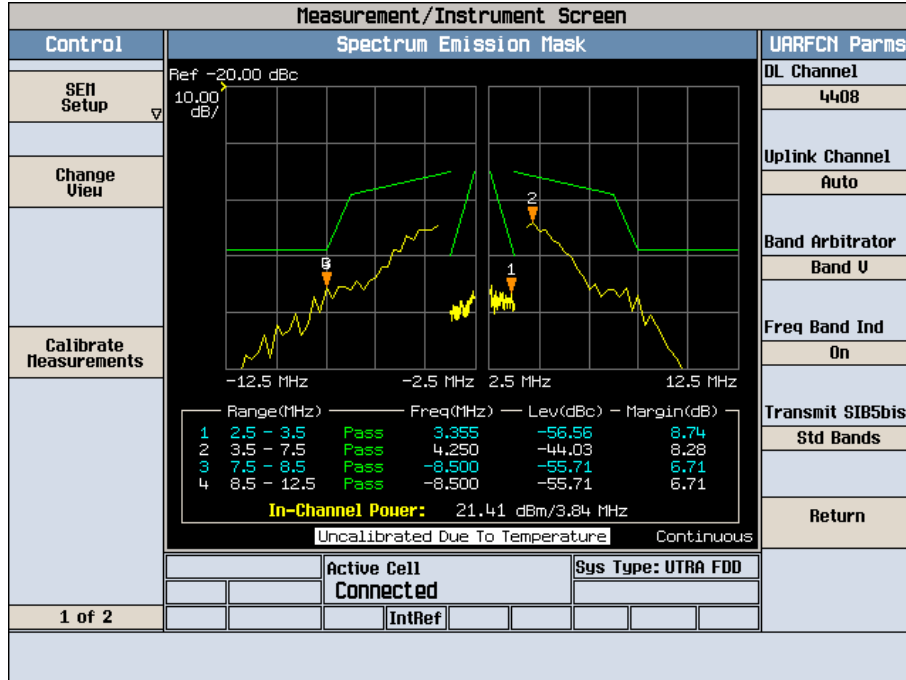 Measurement/Instrument Screen
Control
SEM
Setup
Change
View
Calibrate
Measurements
1 of 2
Spectrum Emission Mask
Ref -20.00 dBc
10.00
dB/
2
3
1
-12.5 MHz -2.5 MHz 2.5 MHz 12.5 MHz
Range(MHz) Freq(MHz) Lev(dBc) - Margin(dB)
1 2.5 - 3.5 Pass 3.355 -56.56 8.74
2 3.5 - 7.5 Pass 4.250 -44.03 8.28
3 7.5 - 8.5 Pass -8.500 -55.71 6.71
4 8.5 - 12.5 Pass -8.500 -55.71 6.71
In-Channel Power: 21.41 dBm/3.84 MHz
Uncalibrated Due To Temperature Continuous
Active Cell
Connected
Sys Type: UTRA FDD
IntRef
UARFCN Parms
DL Channel
4408
Uplink Channel
Auto
Band Arbitrator
Band V
Freq Band Ind
On
Transmit SIB5bis
Std Bands
Return